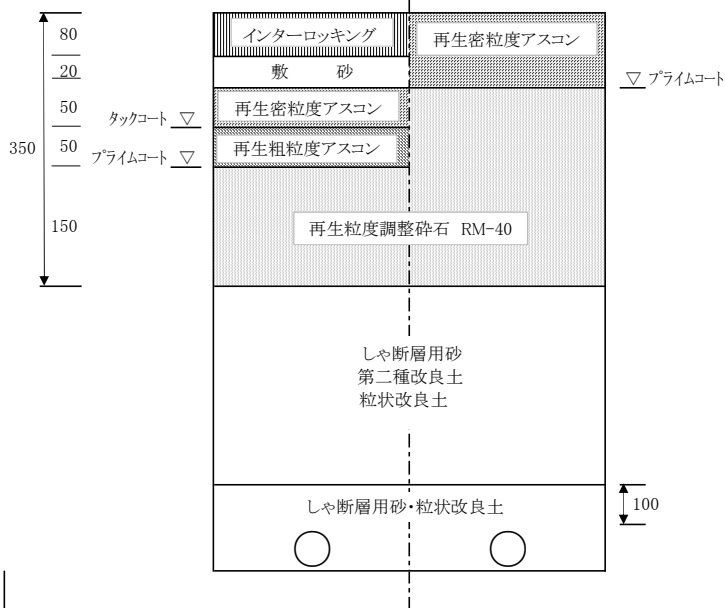 80
インターロッキング
再生密粒度アスコン
20
敷 砂
▽ プライムコート
50
再生密粒度アスコン
タックコート ▽
350
50
再生粗粒度アスコン
プライムコート ▽
150
再生粒度調整砕石 RM-40
しゃ断層用砂
第二種改良土
粒状改良土
しゃ断層用砂・粒状改良土
100